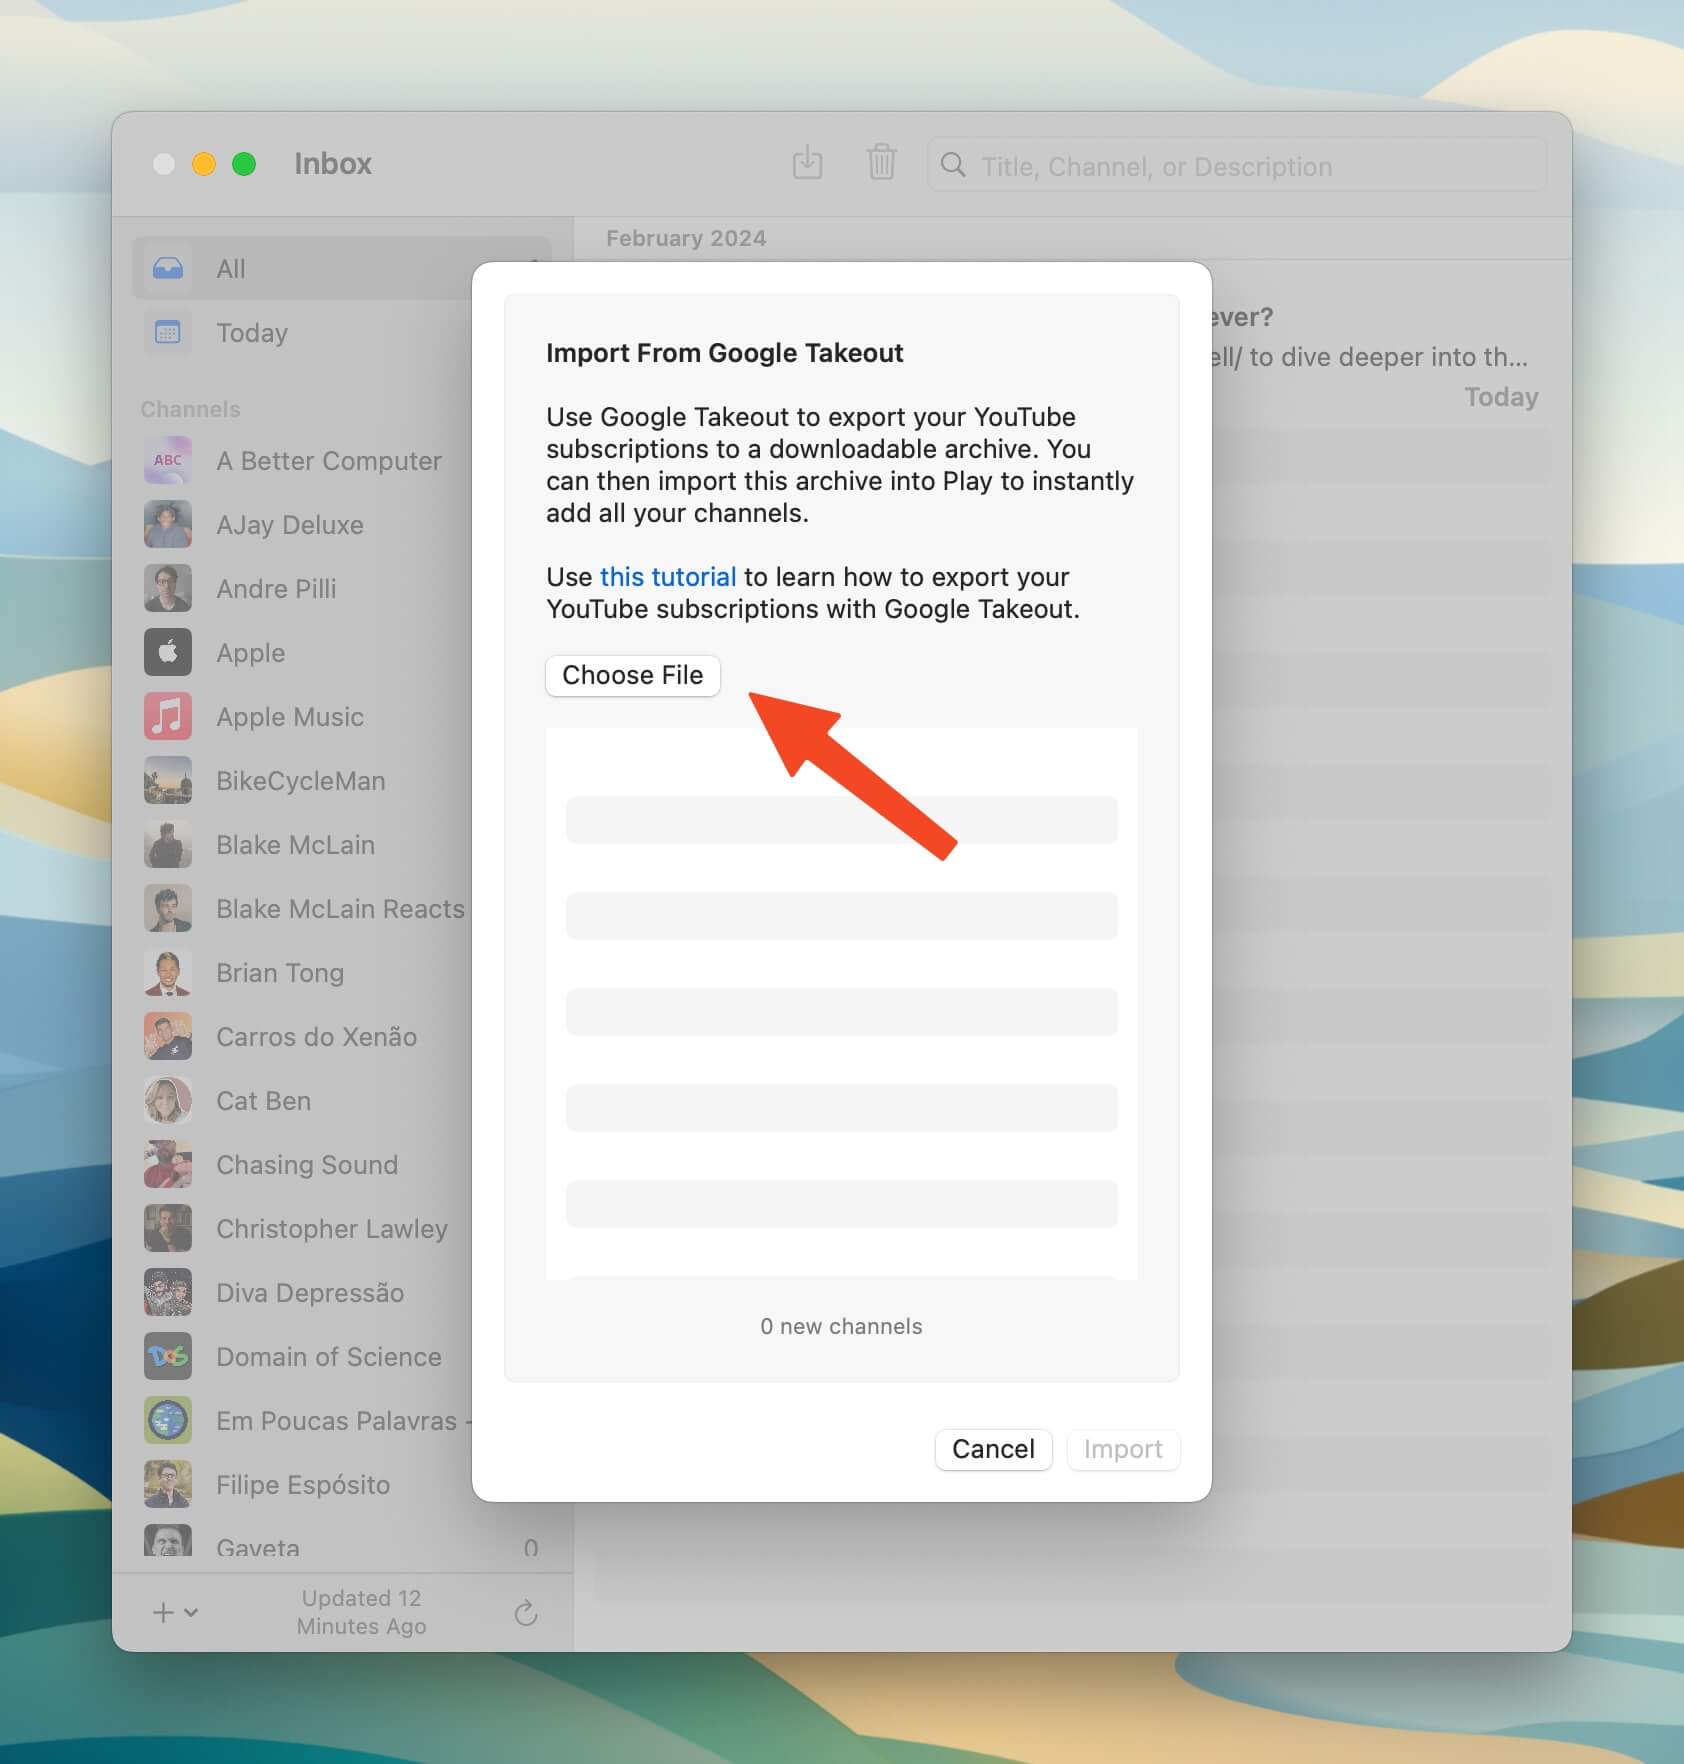 Inbox
Title, Channel, or Description
All
Today
Channels
ABC
A Better Computer
AJay Deluxe
Andre Pilli
Apple
Apple Music
BikeCycleMan
Blake McLain
Blake McLain Reacts
Brian Tong
Carros do Xenão
Cat Ben
Chasing Sound
Christopher Lawley
Diva Depressão
DOS
Domain of Science
Em Poucas Palavras -
Filipe Espósito
Gaveta 0
Updated 12
Minutes Ago
February 2024
ever?
ell/ to dive deeper into th...
Today
Import From Google Takeout
Use Google Takeout to export your YouTube
subscriptions to a downloadable archive. You
can then import this archive into Play to instantly
add all your channels.
Use this tutorial to learn how to export your
YouTube subscriptions with Google Takeout.
Choose File
0 new channels
Cancel
Import